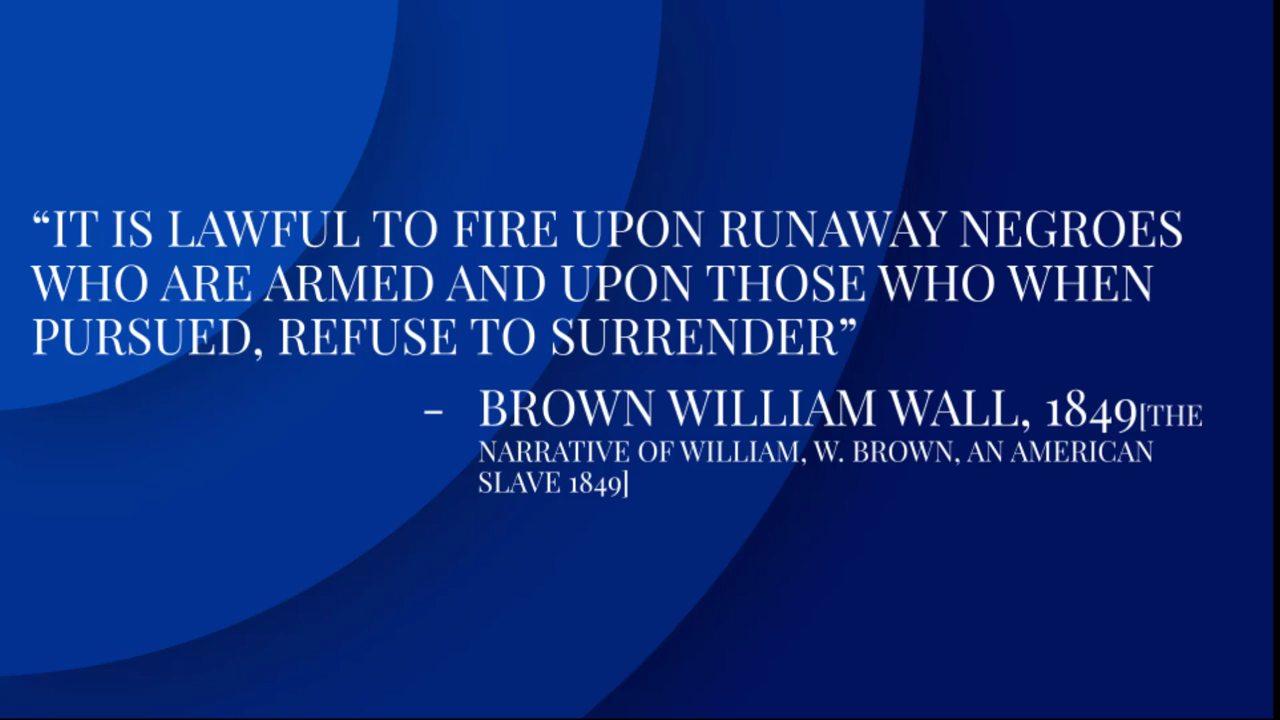 “IT IS LAWFUL TO FIRE UPON RUNAWAY NEGROES
WHO ARE ARMED AND UPON THOSE WHO WHEN
PURSUED, REFUSE TO SURRENDER”
- BROWN WILLIAM WALL, 1849[THE
NARRATIVE OF WILLIAM, W. BROWN, AN AMERICAN
SLAVE 1849]